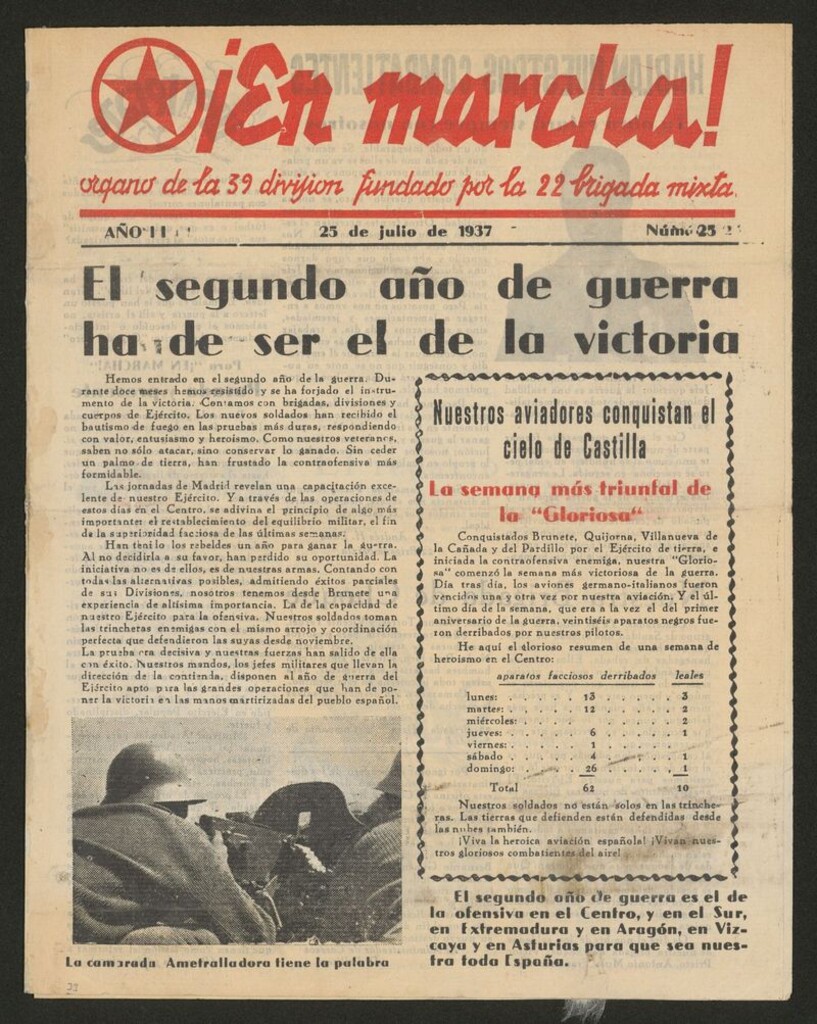 ¡En marcha!
organo de la 39 division fundado por la 22 brigada mixta.
AÑO II
25 de julio de 1937
Núm. 25
El segundo año de guerra
ha de ser el de la victoria
Hemos entrado en el segundo año de la guerra. Du-
rante doce meses hemos resistido y se ha forjado el instru-
mento de la victoria. Contamos con brigadas, divisiones y
cuerpos de Ejército. Los nuevos soldados han recibido el
bautismo de fuego en las pruebas más duras, respondiendo
con valor, entusiasmo y heroismo. Como nuestros veteranos,
saben no sólo atacar, sino conservar lo ganado. Sin ceder
un palmo de tierra, han frustado la contraofensiva más
formidable.
Las jornadas de Madrid revelan una capacitación exce-
lente de nuestro Ejército. Y a través de las operaciones de
estos días en el Centro, se adivina el principio de algo más
importante: el restablecimiento del equilibrio militar, el fin
de la superioridad facciosa de las últimas semanas.
Han tenido los rebeldes un año para ganar la guerra.
Al no decidirla a su favor, han perdido su oportunidad. La
iniciativa no es de ellos, es de nuestras armas. Contando con
todas las alternativas posibles, admitiendo éxitos parciales
de sus Divisiones, nosotros tenemos desde Brunete una
experiencia de altísima importancia. La de la capacidad de
nuestro Ejército para la ofensiva. Nuestros soldados toman
las trincheras enemigas con el mismo arrojo y coordinación
perfecta que defendieron las suyas desde noviembre.
La prueba era decisiva y nuestras fuerzas han salido de ella
con éxito. Nuestros mandos, los jefes militares que llevan la
dirección de la contienda, disponen al año de guerra del
Ejército apto para las grandes operaciones que han de po-
ner la victoria en las manos martirizadas del pueblo español.
La camarada Ametralladora tiene la palabra
Nuestros aviadores conquistan el
cielo de Castilla
La semana más triunfal de
la "Gloriosa"
Conquistados Brunete, Quijorna, Villanueva de
la Cañada y del Pardillo por el Ejército de tierra, e
iniciada la contraofensiva enemiga, nuestra "Glorio-
sa" comenzó la semana más victoriosa de la guerra.
Día tras día, los aviones germano-italianos fueron
vencidos una y otra vez por nuestra aviación. Y el úl-
timo día de la semana, que era a la vez el del primer
aniversario de la guerra, veintiséis aparatos negros fue-
ron derribados por nuestros pilotos.
He aquí el glorioso resumen de una semana de
heroismo en el Centro:
aparatos facciosos derribados leales
lunes: . . . . . 13 . . . . . 3
martes: . . . . . 12 . . . . . 2
miércoles: . . . . . . . . . . 2
jueves: . . . . . 6 . . . . . 1
viernes: . . . . . 1 . . . . .
sábado . . . . . 4 . . . . . 1
domingo: . . . . . 26 . . . . . 1
Total 62 10
Nuestros soldados no están solos en las trinche-
ras. Las tierras que defienden están defendidas desde
las nubes también.
¡Viva la heroica aviación española! ¡Vivan nues-
tros gloriosos combatientes del aire!
El segundo año de guerra es el de
la ofensiva en el Centro, y en el Sur,
en Extremadura y en Aragón, en Viz-
caya y en Asturias para que sea nues-
tra toda España.